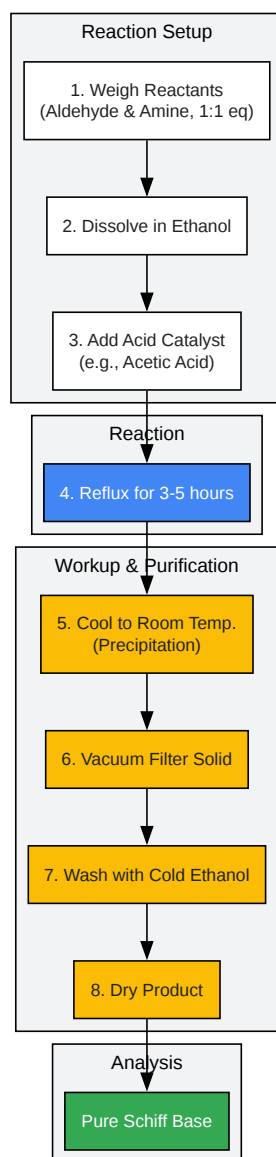 Reaction Setup
1. Weigh Reactants
(Aldehyde & Amine, 1:1 eq)
2. Dissolve in Ethanol
3. Add Acid Catalyst
(e.g., Acetic Acid)
Reaction
4. Reflux for 3-5 hours
Workup & Purification
5. Cool to Room Temp.
(Precipitation)
6. Vacuum Filter Solid
7. Wash with Cold Ethanol
8. Dry Product
Analysis
Pure Schiff Base